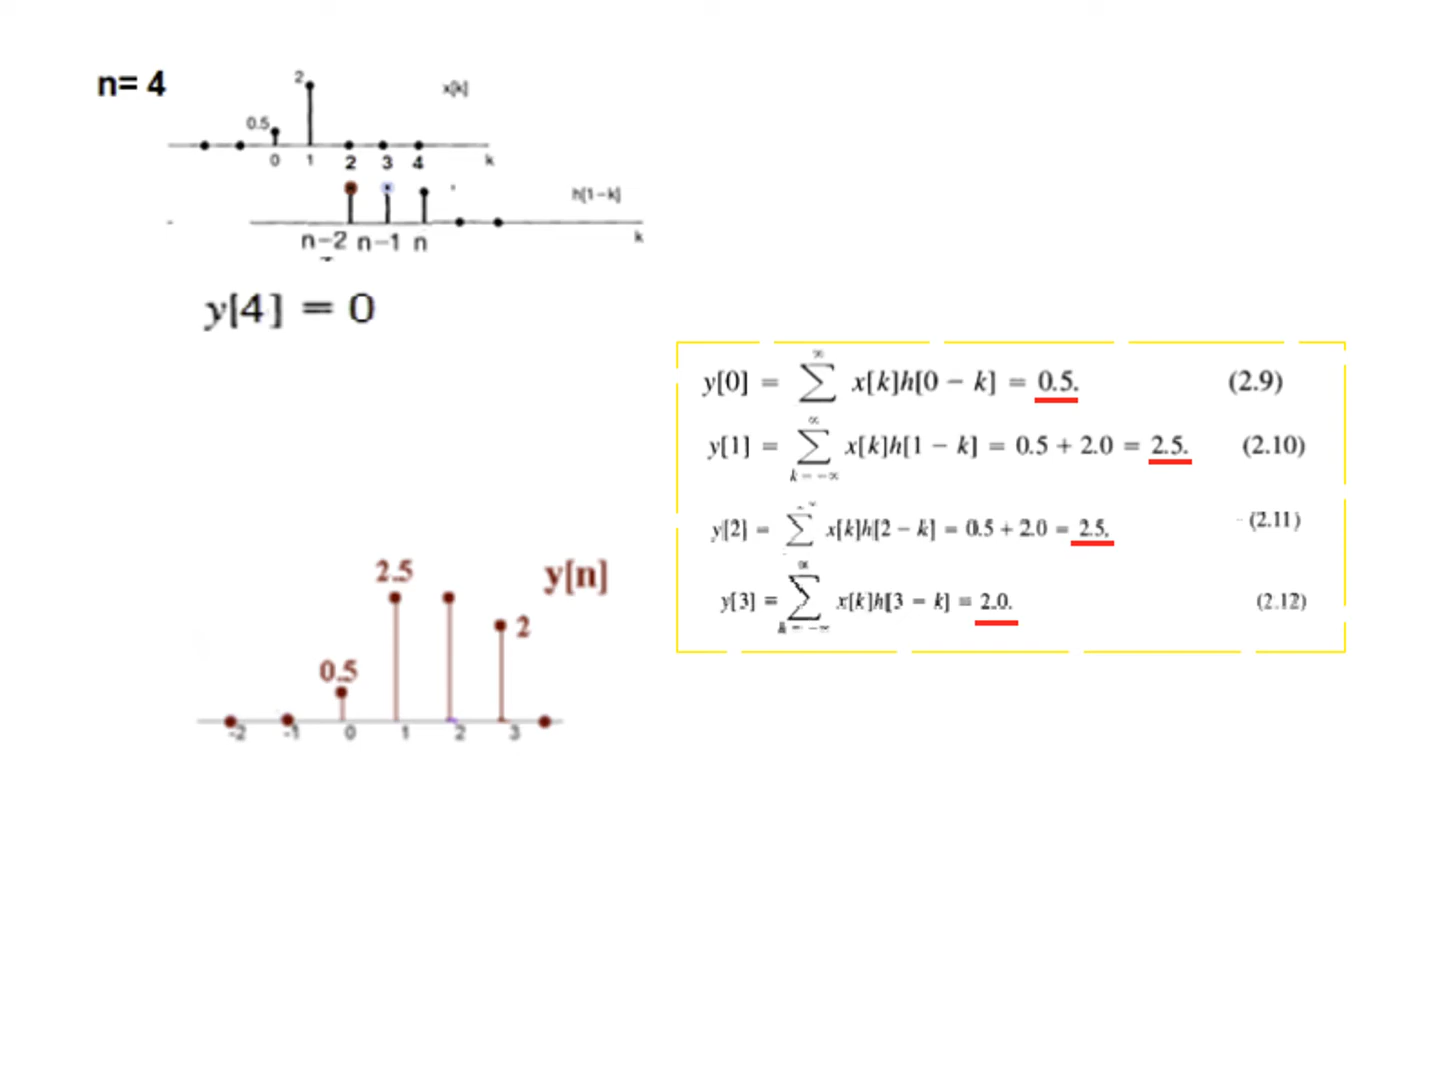 n= 4
2
x[k]
0.5
0 1 2 3 4 k
h[1-k]
n-2 n-1 n
k
y[4] = 0
y[0] = ∑ x[k]h[0 - k] = 0.5. (2.9)
∞
y[1] = ∑ x[k]h[1 - k] = 0.5 + 2.0 = 2.5. (2.10)
k=-∞
y[2] = ∑ x[k]h[2 - k] = 0.5 + 2.0 = 2.5. (2.11)
y[3] = ∑ x[k]h[3 - k] = 2.0. (2.12)
k=-∞
2.5 y[n]
2
0.5
-2 -1 0 1 2 3